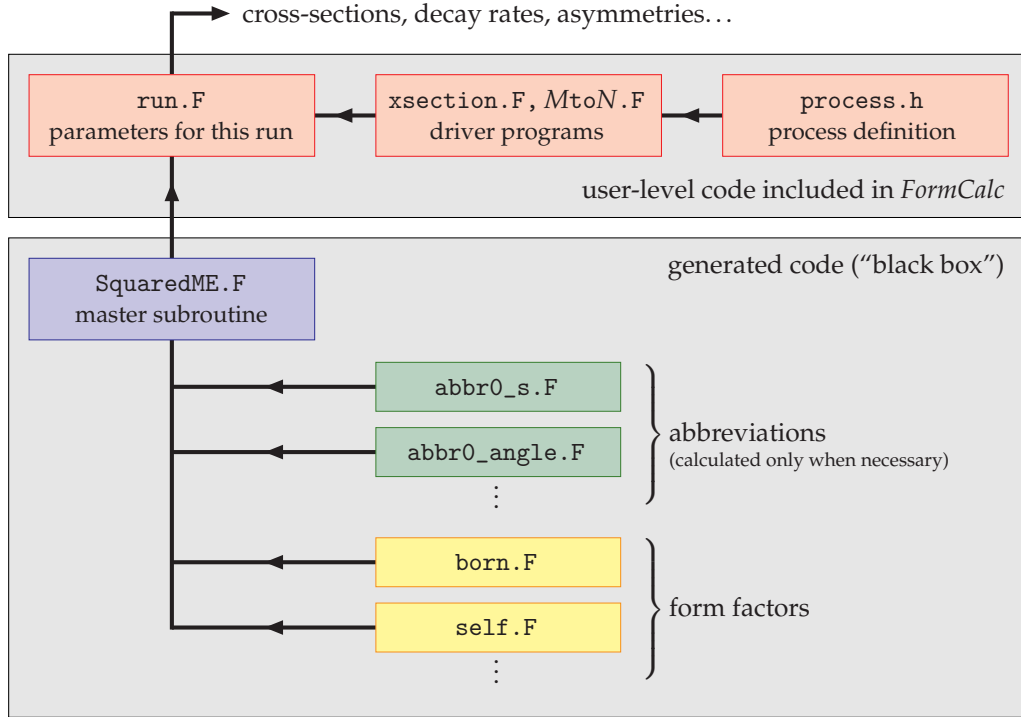 cross-sections, decay rates, asymmetries…
run.F
parameters for this run
xsection.F, MtoN.F
driver programs
process.h
process definition
user-level code included in FormCalc
generated code (“black box”)
SquaredME.F
master subroutine
abbr0_s.F
abbr0_angle.F
⋮
abbreviations
(calculated only when necessary)
born.F
self.F
⋮
form factors